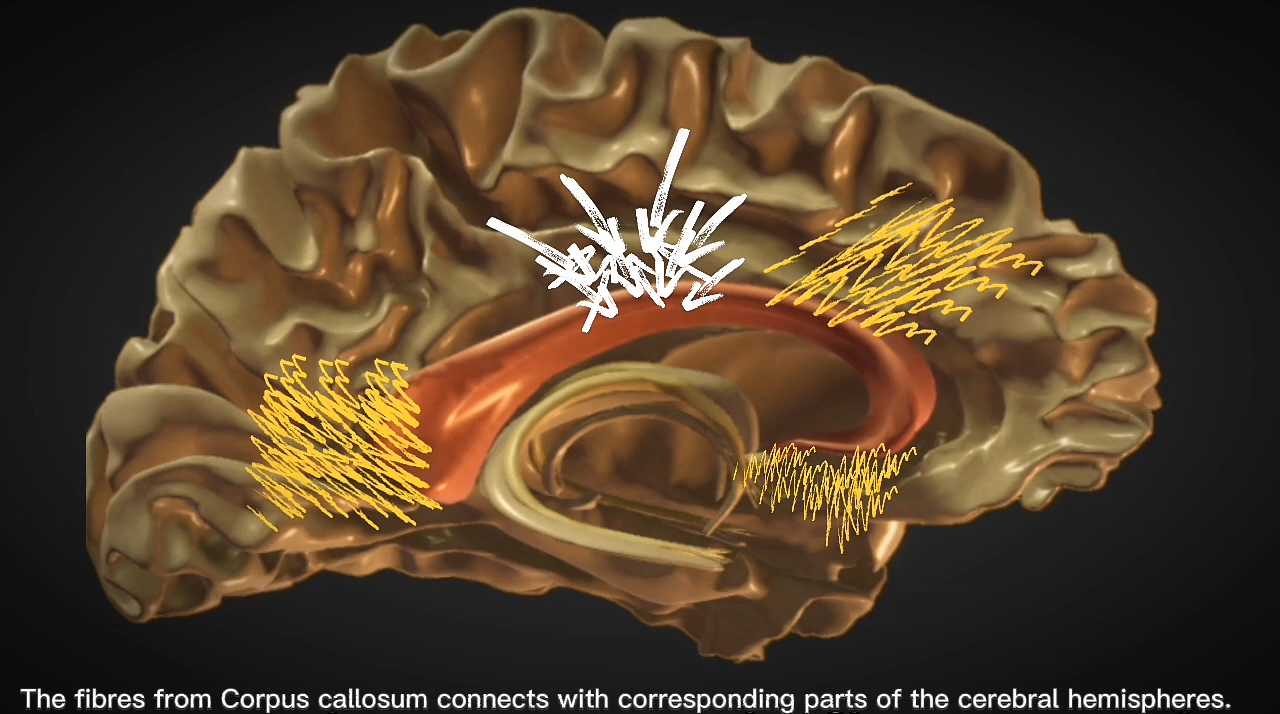 The fibres from Corpus callosum connects with corresponding parts of the cerebral hemispheres.